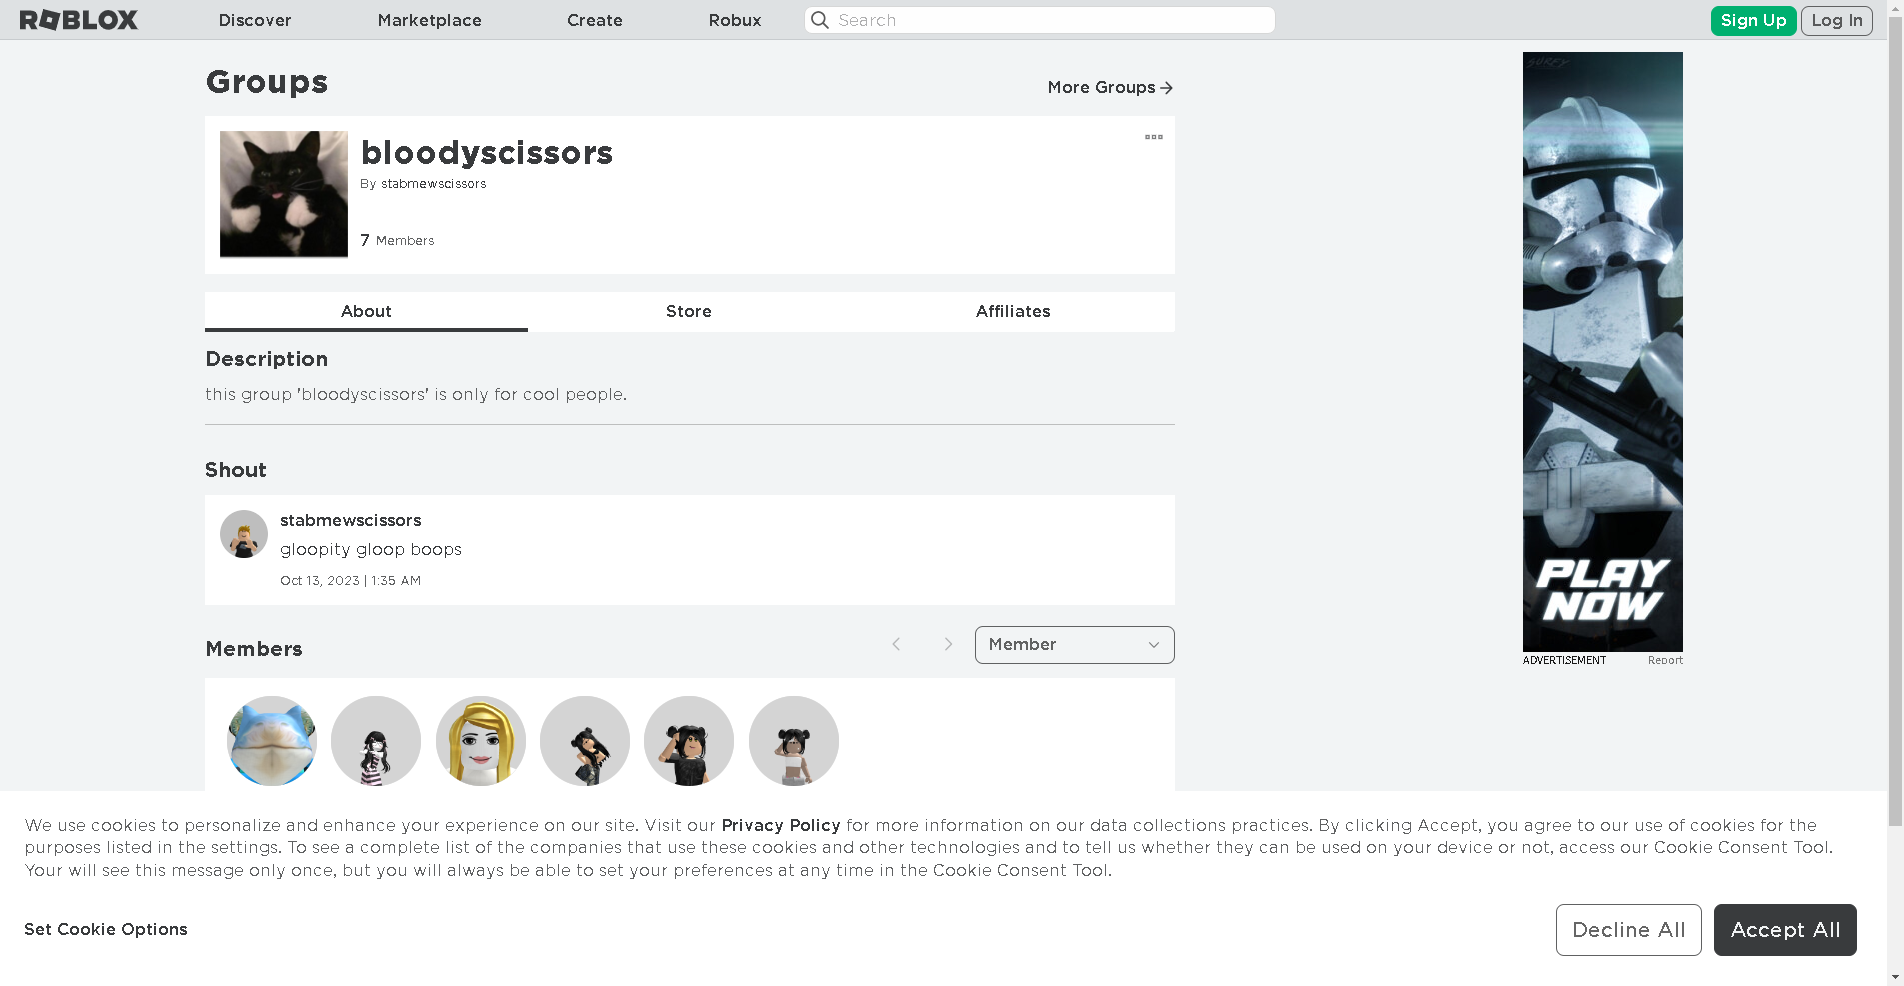 ROBLOX
Discover
Marketplace
Create
Robux
Search
Sign Up
Log In
Groups
More Groups
bloodyscissors
By stabmewscissors
7 Members
About
Store
Affiliates
Description
this group 'bloodyscissors' is only for cool people.
Shout
stabmewscissors
gloopity gloop boops
Oct 13, 2023 | 1:35 AM
Members
Member
PLAY
NOW
ADVERTISEMENT
Report
We use cookies to personalize and enhance your experience on our site. Visit our Privacy Policy for more information on our data collections practices. By clicking Accept, you agree to our use of cookies for the
purposes listed in the settings. To see a complete list of the companies that use these cookies and other technologies and to tell us whether they can be used on your device or not, access our Cookie Consent Tool.
Your will see this message only once, but you will always be able to set your preferences at any time in the Cookie Consent Tool.
Set Cookie Options
Decline All
Accept All